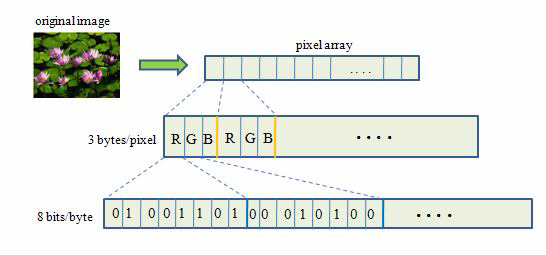 original image
pixel array
....
3 bytes/pixel R G B R G B ....
8 bits/byte 0 1 0 0 1 1 0 1 0 0 0 1 0 1 0 0 ....